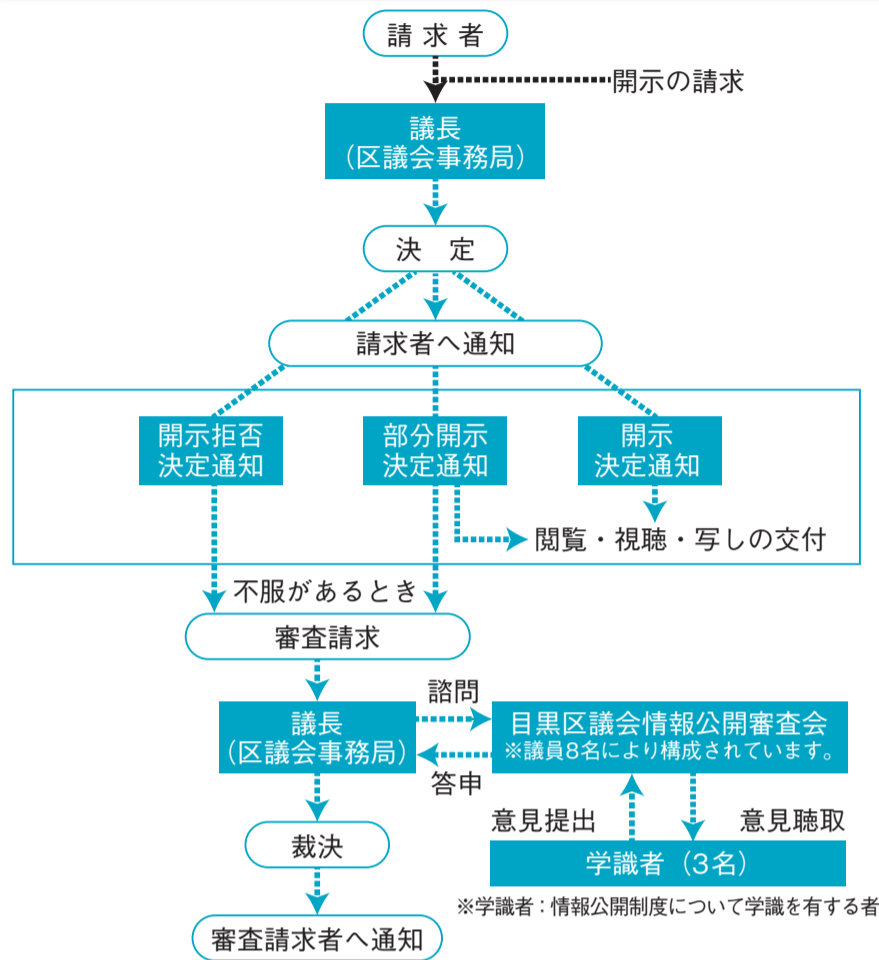 請求者
開示の請求
議長
（区議会事務局）
決　定
請求者へ通知
開示拒否
決定通知
部分開示
決定通知
開示
決定通知
閲覧・視聴・写しの交付
不服があるとき
審査請求
諮問
議長
（区議会事務局）
目黒区議会情報公開審査会
※議員8名により構成されています。
答申
意見提出
意見聴取
裁決
学識者（3名）
※学識者：情報公開制度について学識を有する者
審査請求者へ通知